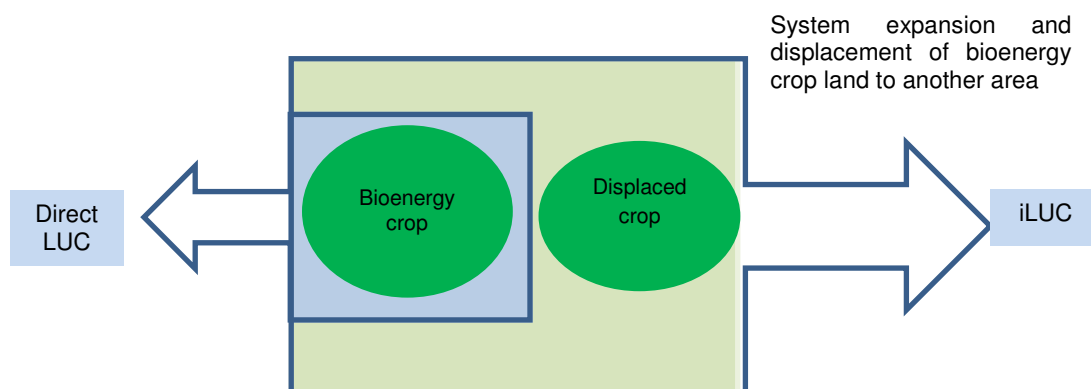 System expansion and
displacement of bioenergy
crop land to another area
Direct
LUC
Bioenergy
crop
Displaced
crop
iLUC